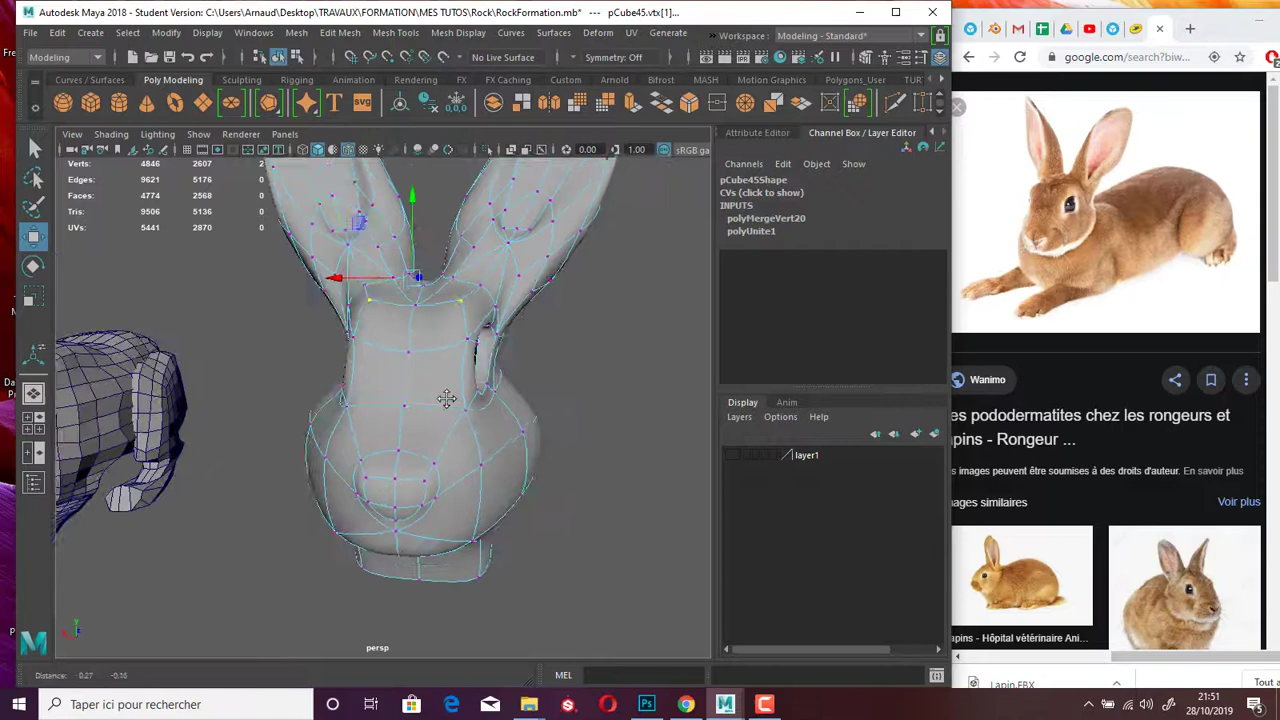 Autodesk Maya 2018 - Student Version: C:\Users\Arnaud\Desktop\TRAVAUX\FORMATION\MES TUTOS\Rock\RockFormation.mb* --- pCube45.vtx[1]...
File Edit Create Select Modify Display Windows Mesh Edit Mesh Mesh Tools Curves Surfaces Deform UV Generate
Workspace : Modeling - Standard*
google.com/search?biw...
Modeling
No Live Surface
Symmetry: Off
Curves / Surfaces Poly Modeling Sculpting Rigging Animation Rendering FX FX Caching Custom Arnold Bifrost MASH Motion Graphics Polygons_User TUR
svg
View Shading Lighting Show Renderer Panels
Attribute Editor Channel Box / Layer Editor
0.00 1.00 sRGB ga
Verts: 4846 2607 2
Edges: 9621 5176 0
Faces: 4774 2568 0
Tris: 9506 5136 0
UVs: 5441 2870 0
Channels Edit Object Show
pCube45Shape
CVs (click to show)
INPUTS
polyMergeVert20
polyUnite1
Wanimo
es pododermatites chez les rongeurs et
apins - Rongeur ...
Display Anim
Layers Options Help
layer1
es images peuvent être soumises à des droits d'auteur. En savoir plus
mages similaires
Voir plus
apins - Hôpital vétérinaire Ani...
persp
Distance: 0.27 -0.16
MEL
Lapin.FBX
Tout a
Taper ici pour rechercher
21:51
28/10/2019